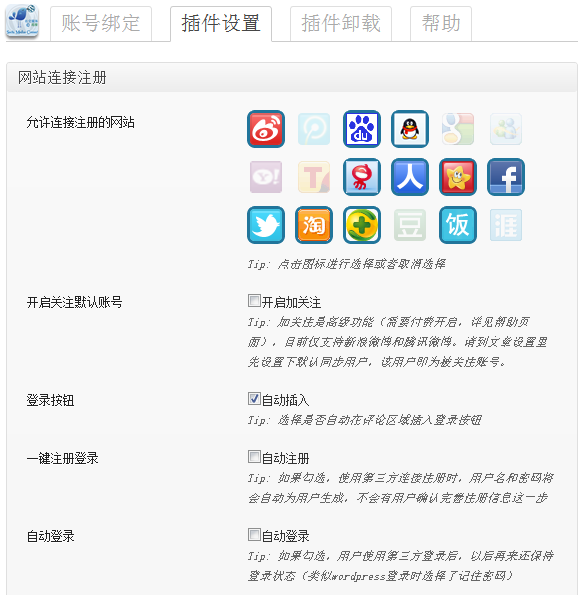 账号绑定 插件设置 插件卸载 帮助
网站连接注册
允许连接注册的网站
Bai du
Y!
T
人 f
淘 豆 饭 涯
Tip: 点击图标进行选择或者取消选择
开启关注默认账号
开启加关注
Tip: 加关注是高级功能（需要付费开启，详见帮助页
面），目前仅支持新浪微博和腾讯微博。请到文章设置里
先设置下默认同步用户，该用户即为被关注账号。
登录按钮
自动插入
Tip: 选择是否自动在评论区域插入登录按钮
一键注册登录
自动注册
Tip: 如果勾选，使用第三方连接注册时，用户名和密码将
会自动为用户生成，不会有用户确认完善注册信息这一步
自动登录
自动登录
Tip: 如果勾选，用户使用第三方登录后，以后再来还保持
登录状态（类似wordpress登录时选择了记住密码）